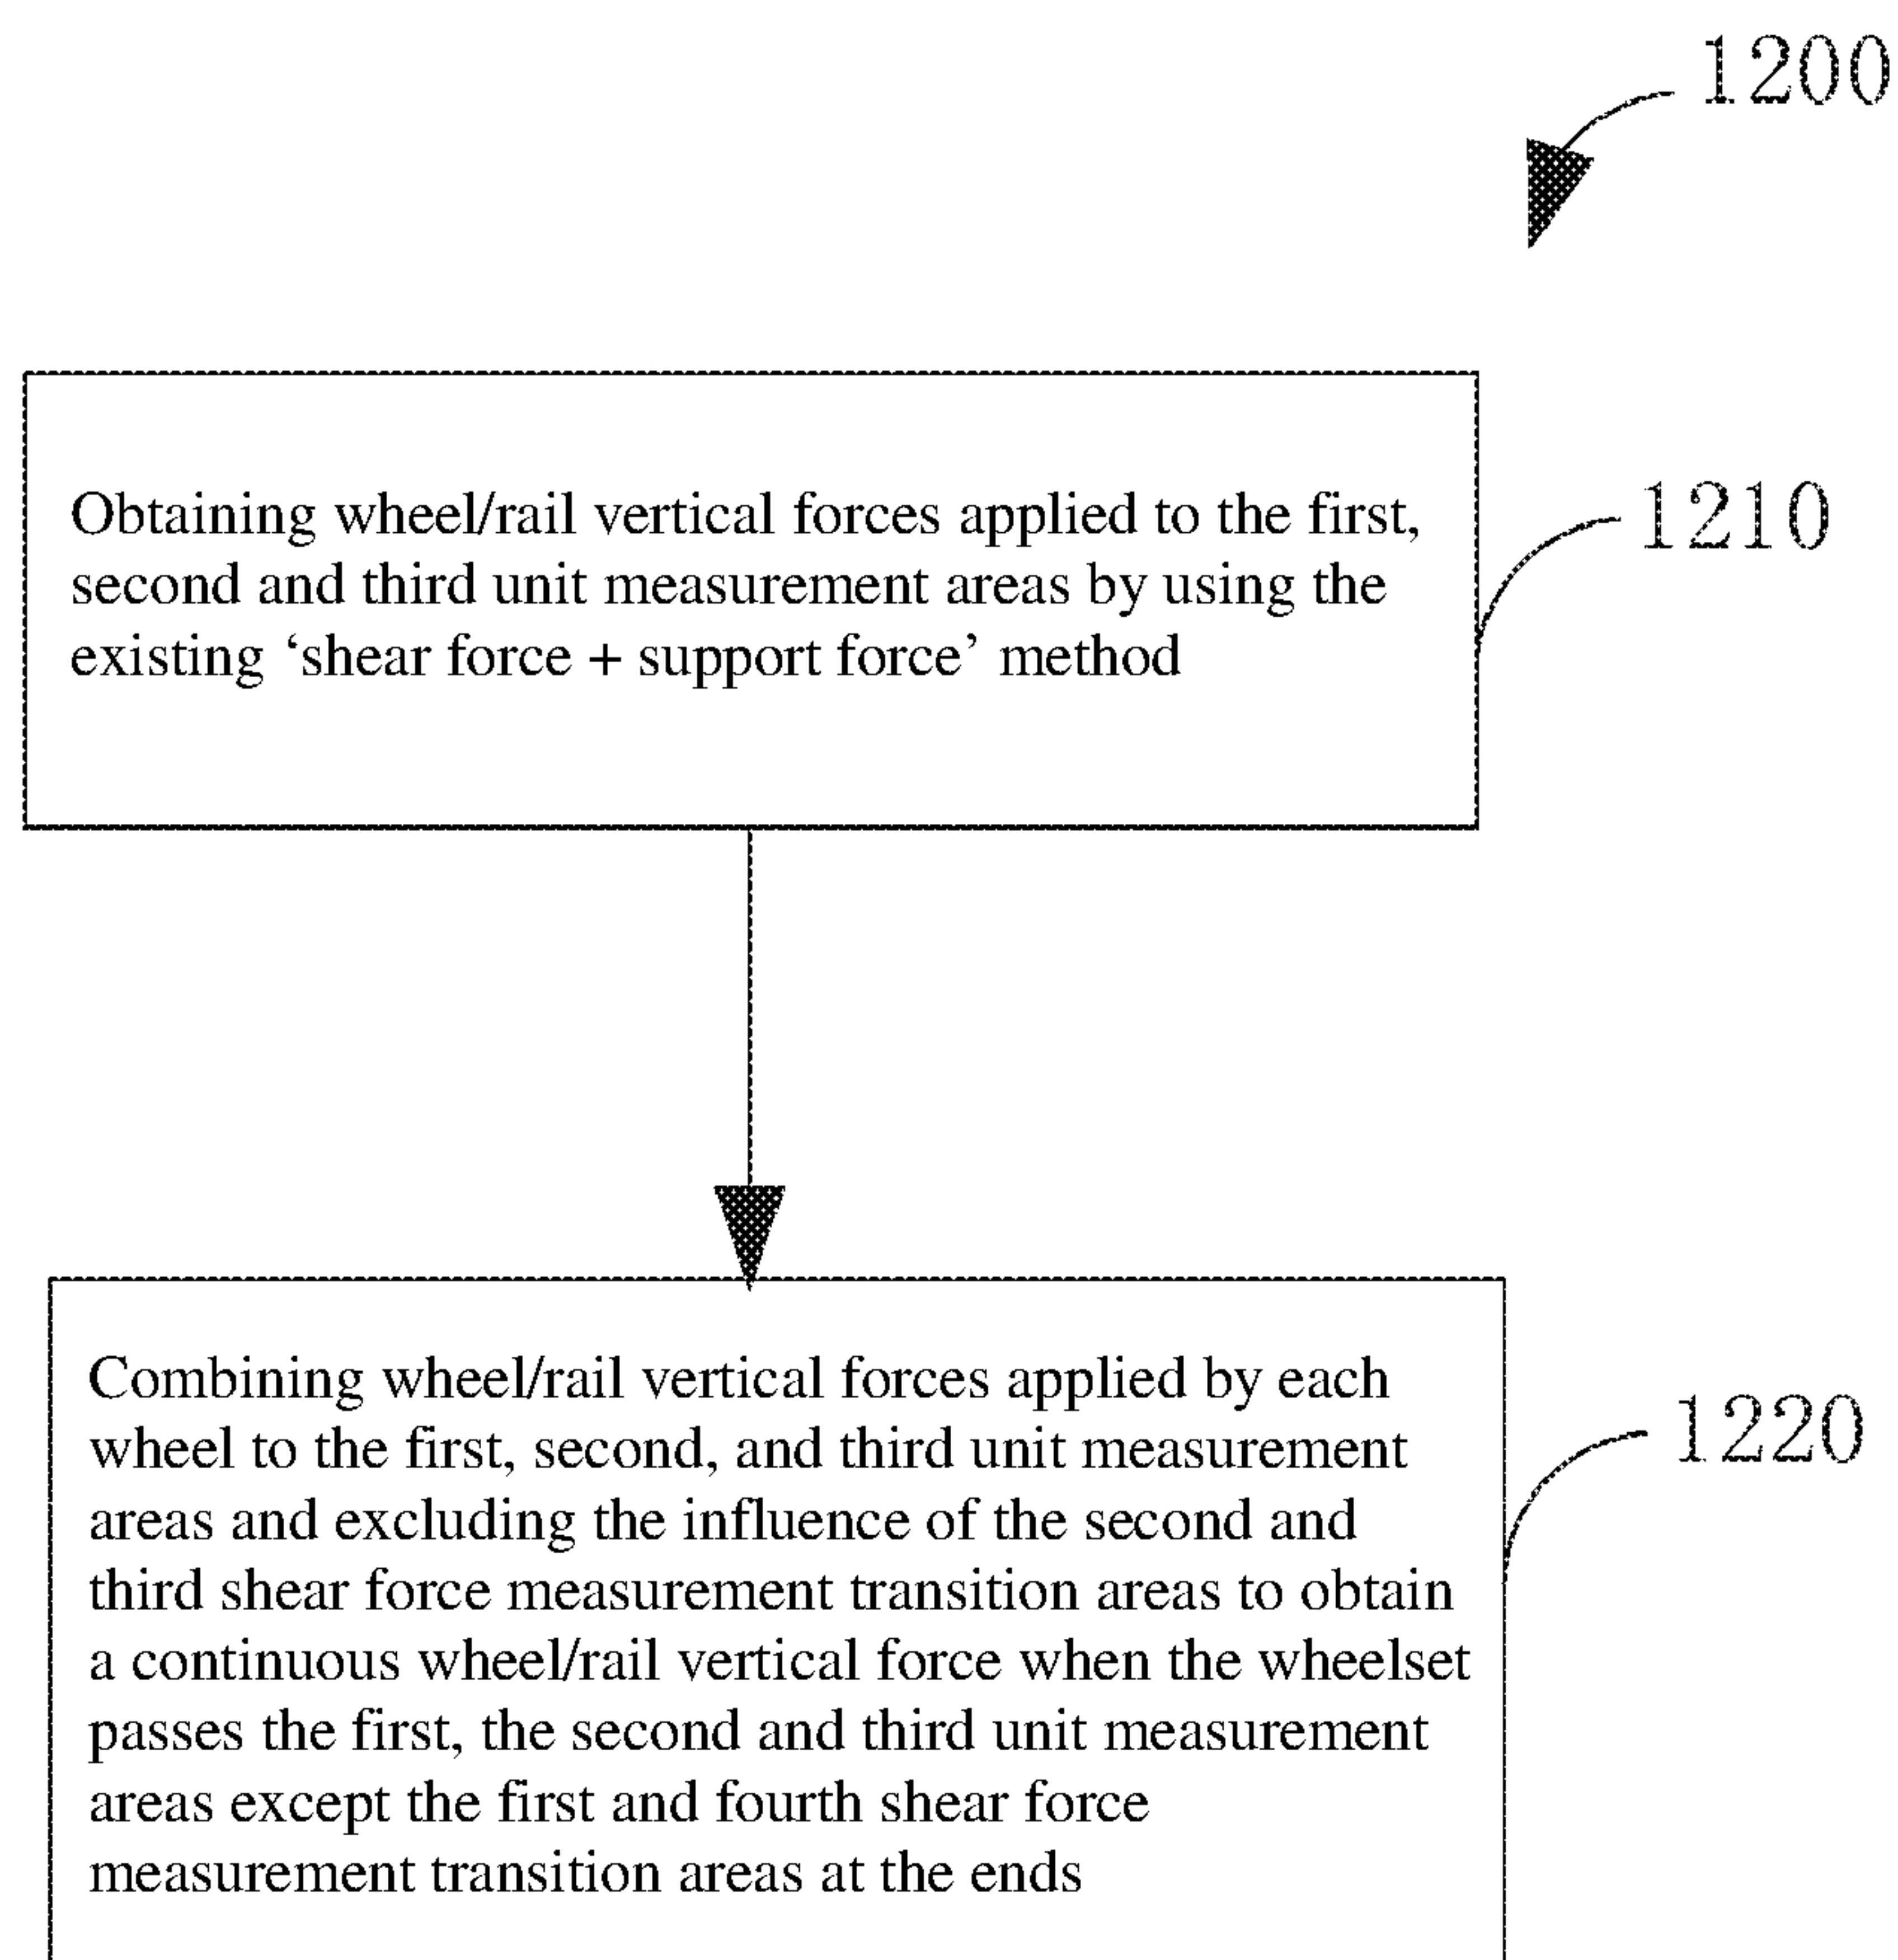 1200
Obtaining wheel/rail vertical forces applied to the first,
second and third unit measurement areas by using the
existing ‘shear force + support force’ method
1210
Combining wheel/rail vertical forces applied by each
wheel to the first, second, and third unit measurement
areas and excluding the influence of the second and
third shear force measurement transition areas to obtain
a continuous wheel/rail vertical force when the wheelset
passes the first, the second and third unit measurement
areas except the first and fourth shear force
measurement transition areas at the ends
1220